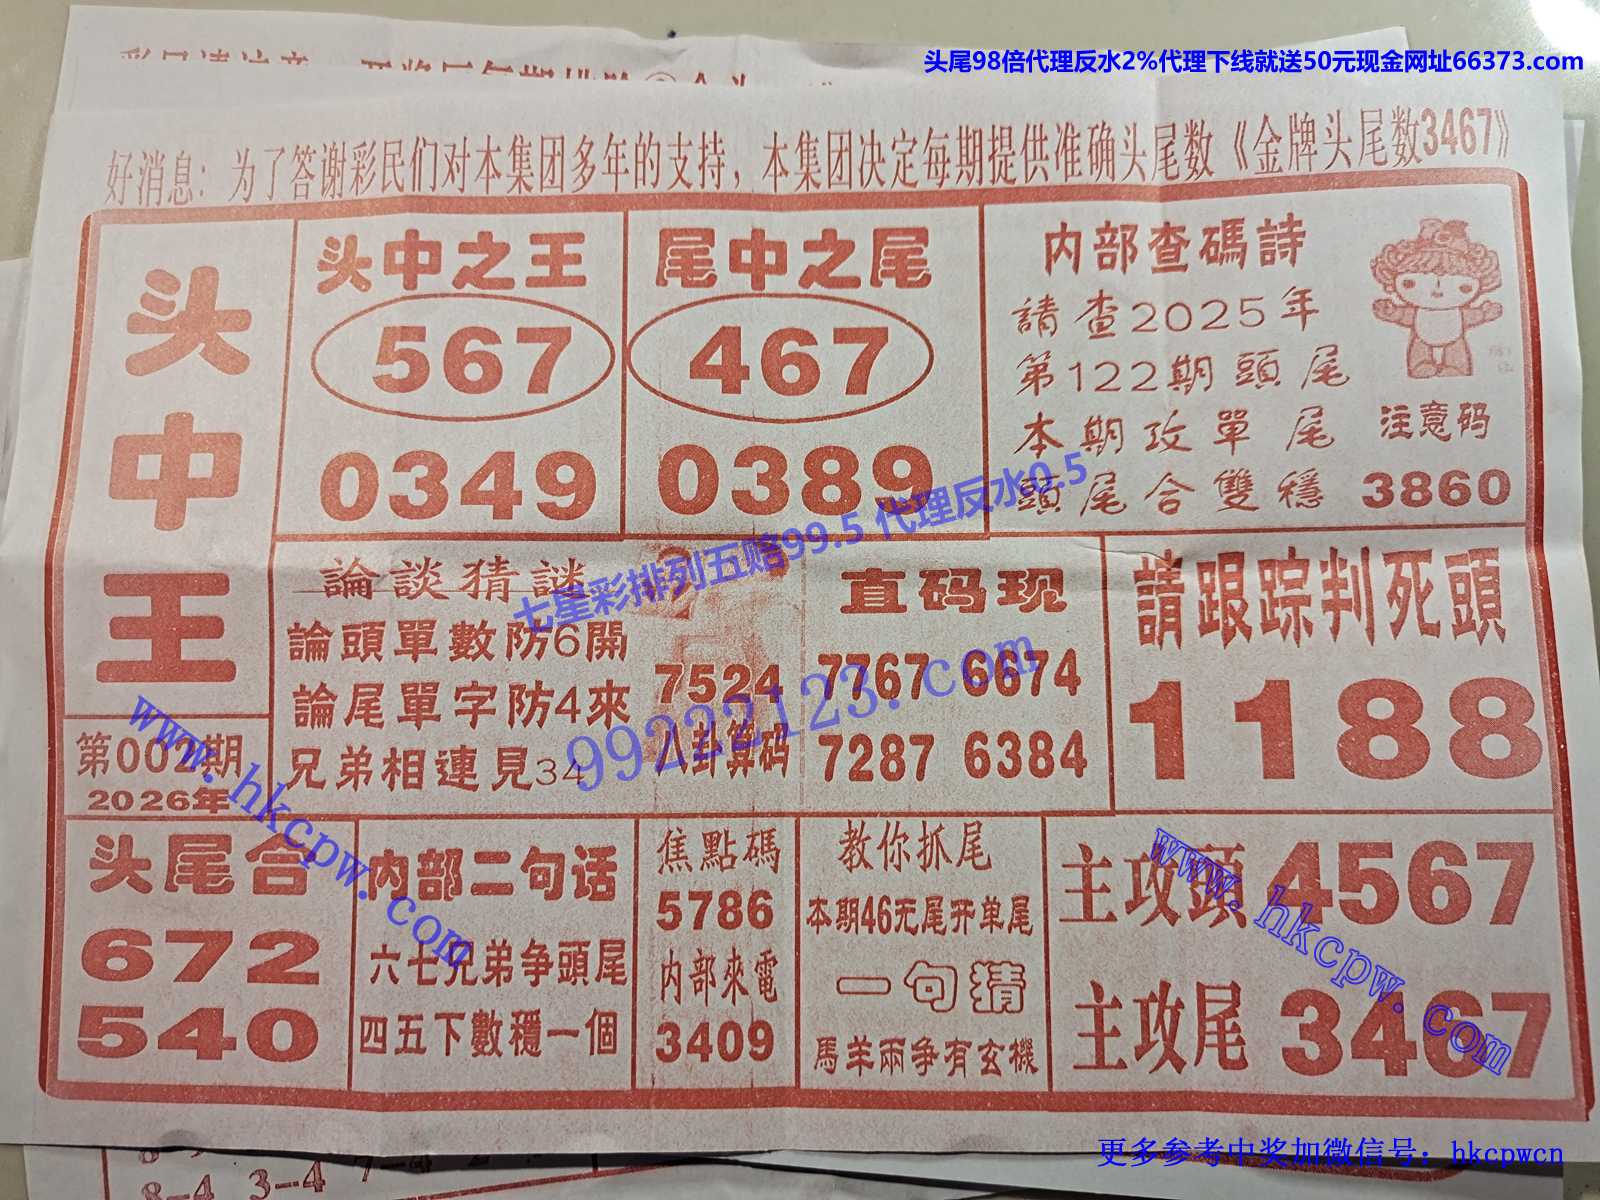 头尾98倍代理反水2%代理下线就送50元现金网址66373.com
好消息：为了答谢彩民们对本集团多年的支持，本集团决定每期提供准确头尾数《金牌头尾数3467》
头中王
第002期
2026年
头中之王
567
0349
尾中之尾
467
0389
内部查碼詩
請查2025年
第122期頭尾
本期攻單尾
頭尾合雙穩
注意码
3860
論談猜謎
論頭單數防6開
論尾單字防4來
兄弟相連見34
7524
八卦算码
直码现
7767 6674
7287 6384
請跟踪判死頭
1188
头尾合
672
540
内部二句话
六七兄弟争頭尾
四五下數穩一個
焦點碼
5786
内部來電
3409
教你抓尾
本期46无尾开单尾
一句猜
馬羊兩争有玄機
主攻頭 4567
主攻尾 3467
七星彩排列五赔99.5 代理反水0.5
99222123.com
www.hkcpw.com
www.hkcpw.com
8-4 3-4 7-4
更多参考中奖加微信号：hkcpwcn